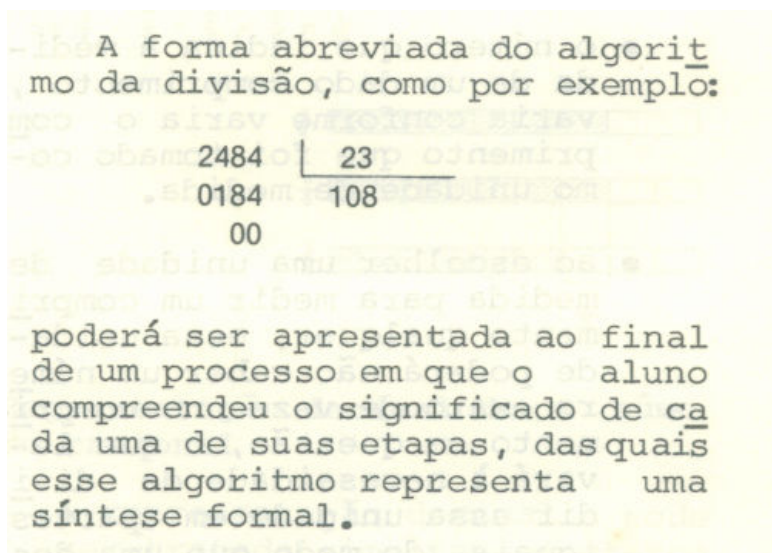 A forma abreviada do algorit
mo da divisão, como por exemplo:
2484 23
0184 108
00
poderá ser apresentada ao final
de um processo em que o aluno
compreendeu o significado de ca
da uma de suas etapas, das quais
esse algoritmo representa uma
síntese formal.